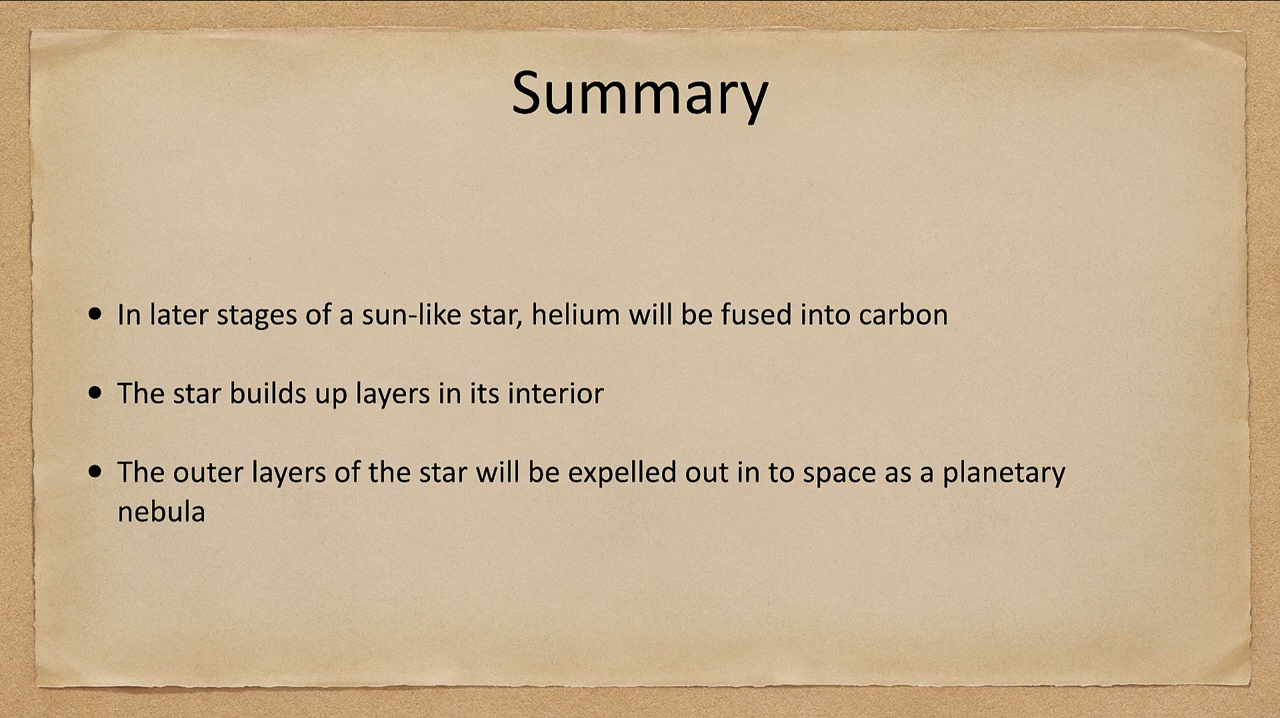 Summary
• In later stages of a sun-like star, helium will be fused into carbon
• The star builds up layers in its interior
• The outer layers of the star will be expelled out in to space as a planetary
nebula